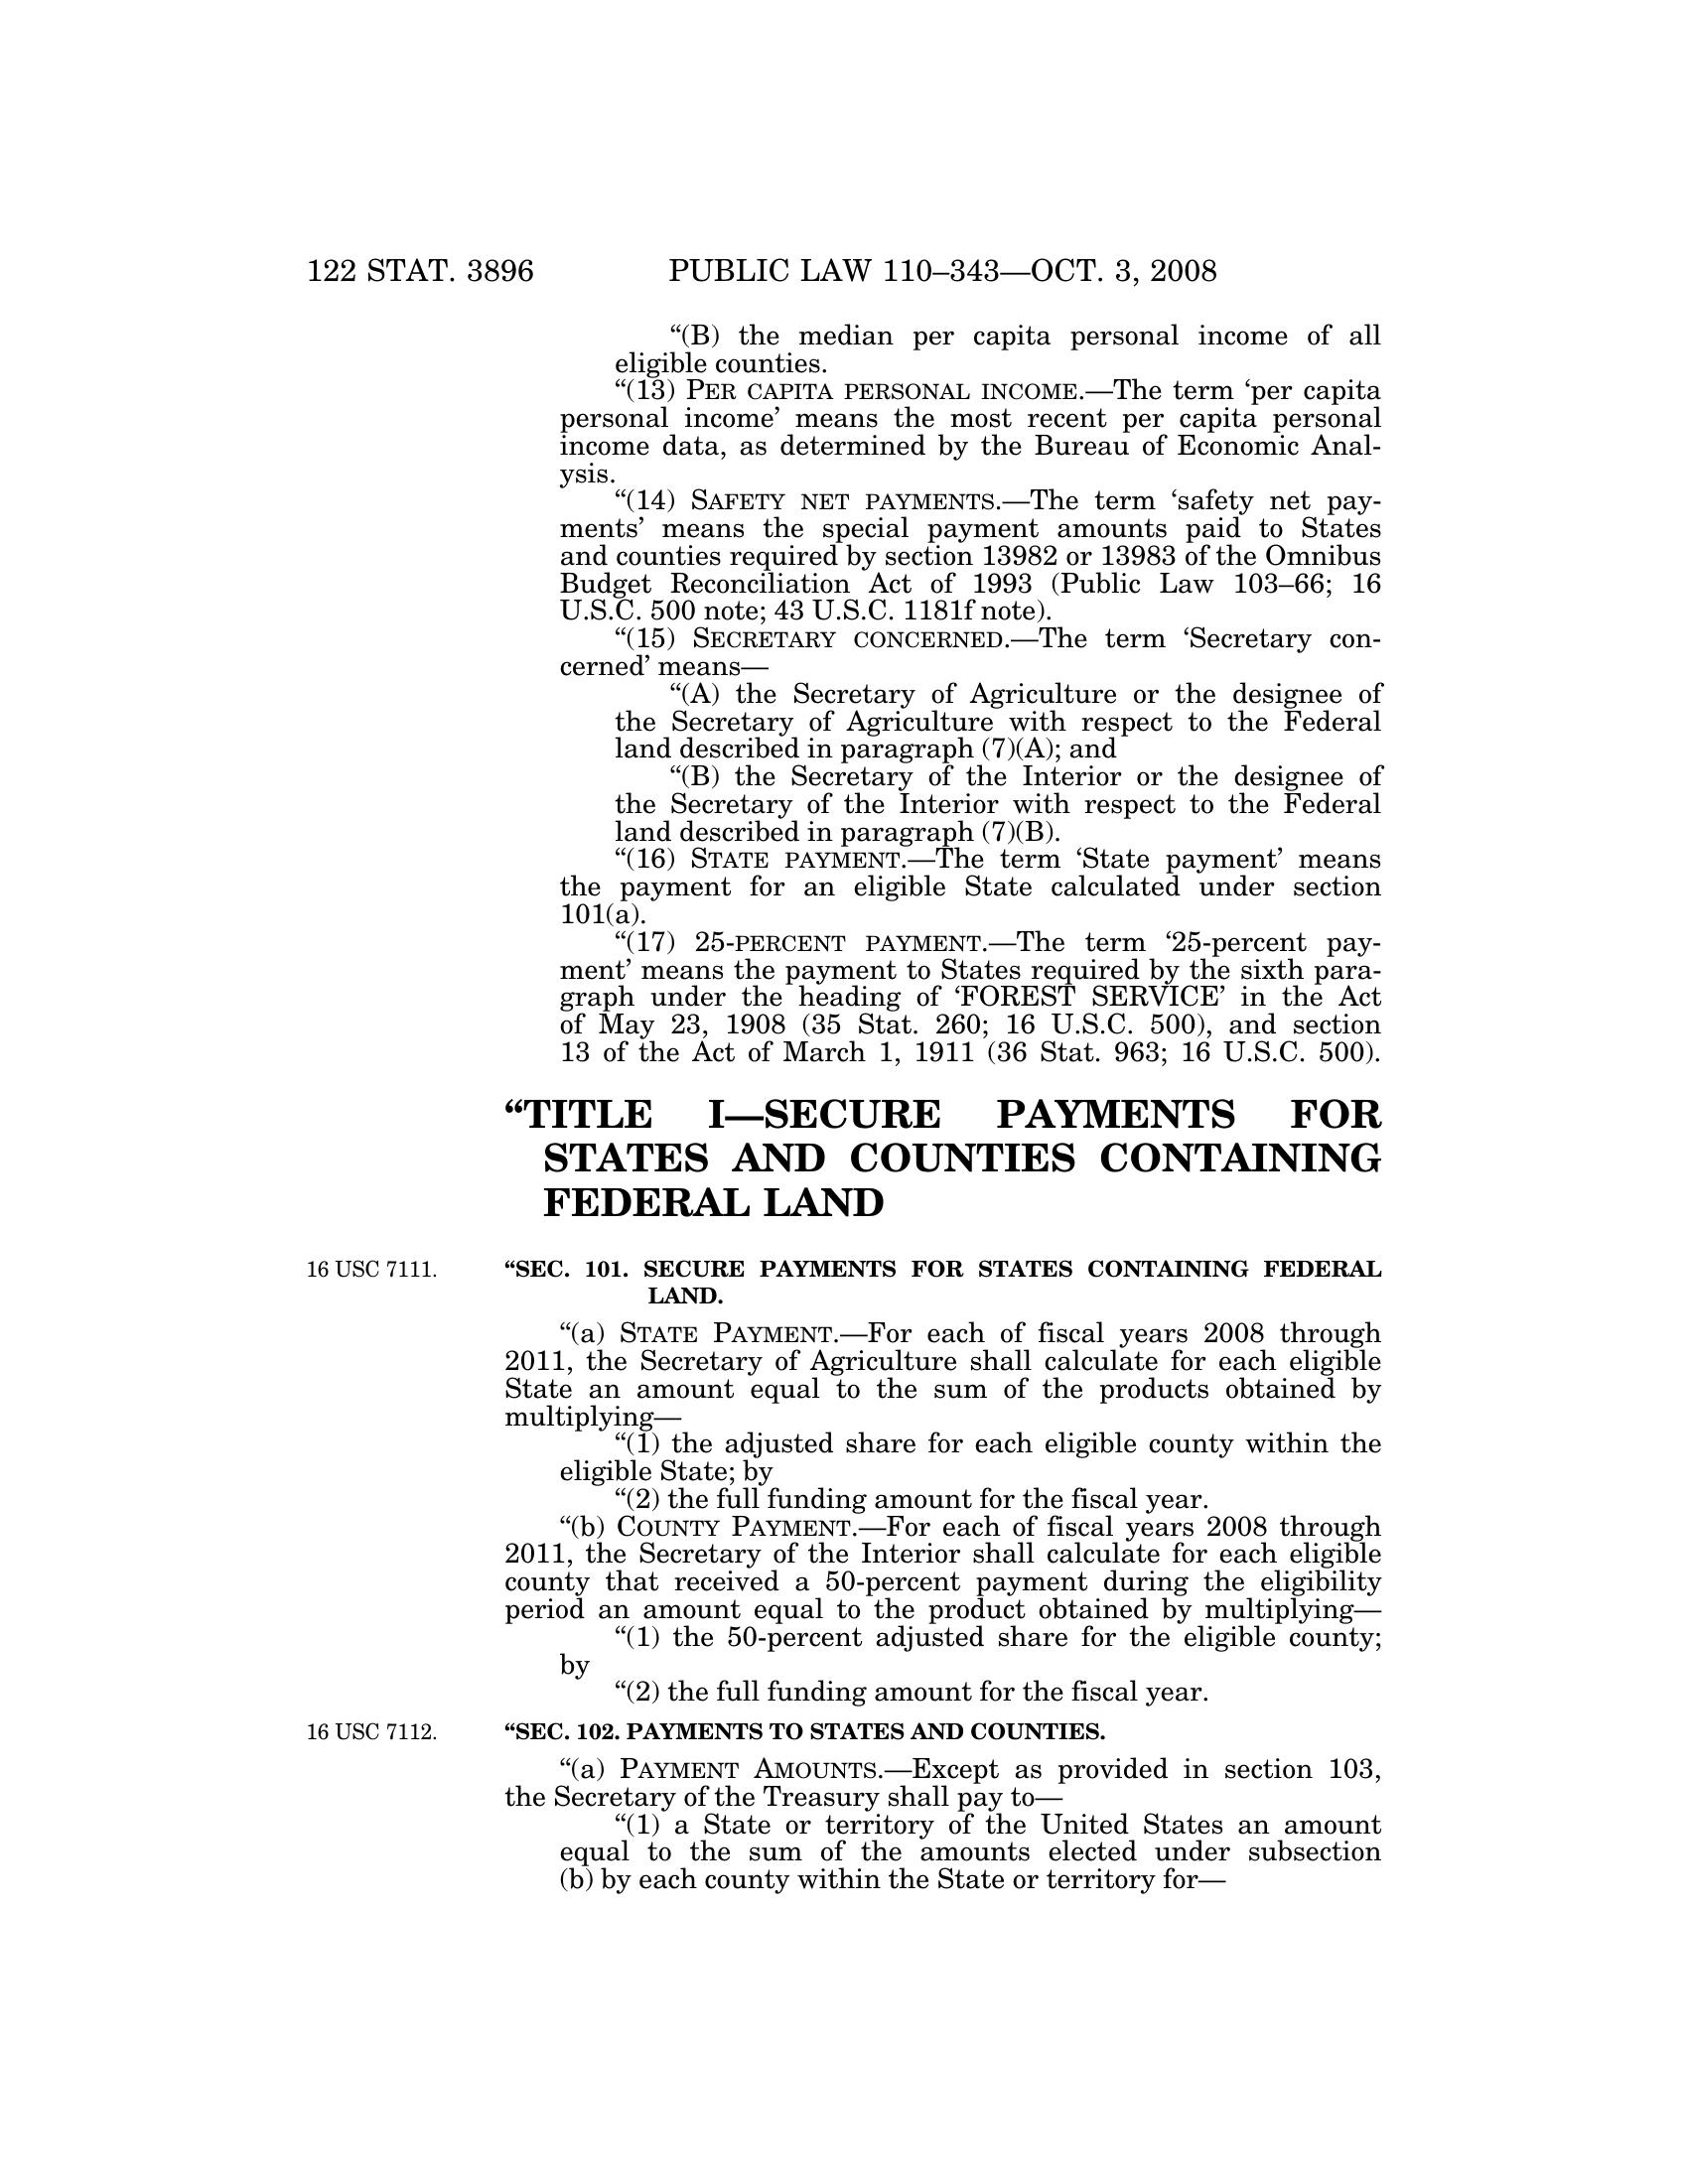 122 STAT. 3896 PUBLIC LAW 110–343—OCT. 3, 2008
“(B) the median per capita personal income of all
eligible counties.
“(13) PER CAPITA PERSONAL INCOME.—The term ‘per capita
personal income’ means the most recent per capita personal
income data, as determined by the Bureau of Economic Anal-
ysis.
“(14) SAFETY NET PAYMENTS.—The term ‘safety net pay-
ments’ means the special payment amounts paid to States
and counties required by section 13982 or 13983 of the Omnibus
Budget Reconciliation Act of 1993 (Public Law 103–66; 16
U.S.C. 500 note; 43 U.S.C. 1181f note).
“(15) SECRETARY CONCERNED.—The term ‘Secretary con-
cerned’ means—
“(A) the Secretary of Agriculture or the designee of
the Secretary of Agriculture with respect to the Federal
land described in paragraph (7)(A); and
“(B) the Secretary of the Interior or the designee of
the Secretary of the Interior with respect to the Federal
land described in paragraph (7)(B).
“(16) STATE PAYMENT.—The term ‘State payment’ means
the payment for an eligible State calculated under section
101(a).
“(17) 25-PERCENT PAYMENT.—The term ‘25-percent pay-
ment’ means the payment to States required by the sixth para-
graph under the heading of ‘FOREST SERVICE’ in the Act
of May 23, 1908 (35 Stat. 260; 16 U.S.C. 500), and section
13 of the Act of March 1, 1911 (36 Stat. 963; 16 U.S.C. 500).
“TITLE I—SECURE PAYMENTS FOR
STATES AND COUNTIES CONTAINING
FEDERAL LAND
16 USC 7111. “SEC. 101. SECURE PAYMENTS FOR STATES CONTAINING FEDERAL
LAND.
“(a) STATE PAYMENT.—For each of fiscal years 2008 through
2011, the Secretary of Agriculture shall calculate for each eligible
State an amount equal to the sum of the products obtained by
multiplying—
“(1) the adjusted share for each eligible county within the
eligible State; by
“(2) the full funding amount for the fiscal year.
“(b) COUNTY PAYMENT.—For each of fiscal years 2008 through
2011, the Secretary of the Interior shall calculate for each eligible
county that received a 50-percent payment during the eligibility
period an amount equal to the product obtained by multiplying—
“(1) the 50-percent adjusted share for the eligible county;
by
“(2) the full funding amount for the fiscal year.
16 USC 7112. “SEC. 102. PAYMENTS TO STATES AND COUNTIES.
“(a) PAYMENT AMOUNTS.—Except as provided in section 103,
the Secretary of the Treasury shall pay to—
“(1) a State or territory of the United States an amount
equal to the sum of the amounts elected under subsection
(b) by each county within the State or territory for—